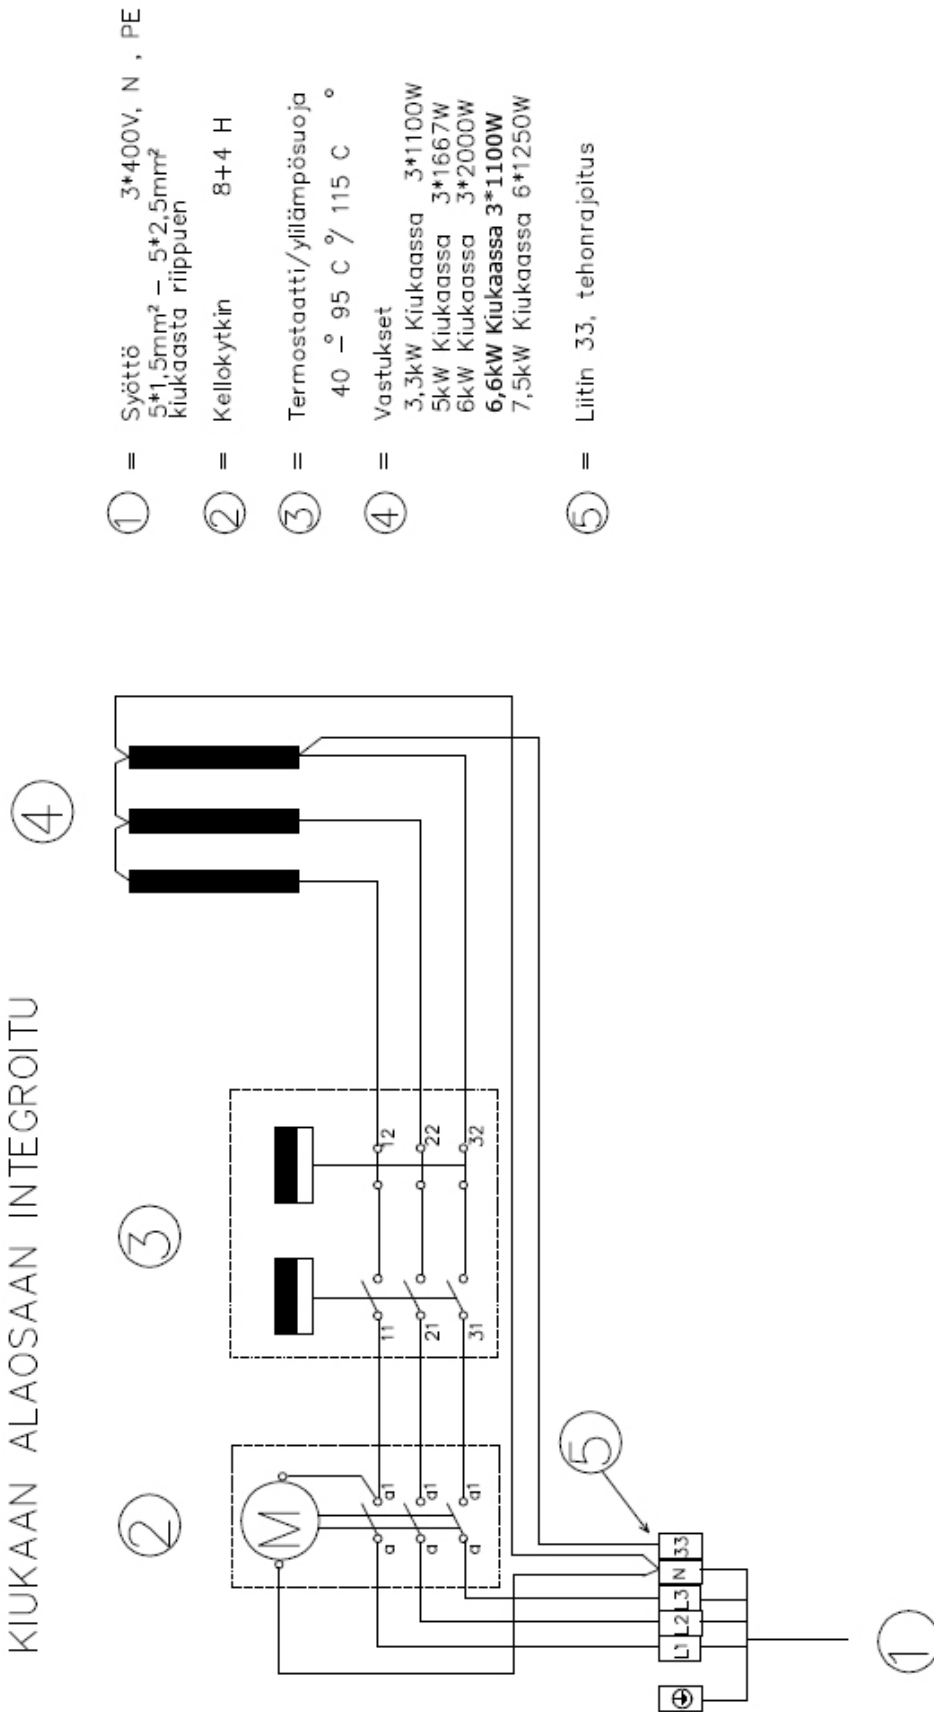 KIUKAAN ALAOSAAN INTEGROITU
2
3
4
M
a a1
a a1
a a1
11 12
21 22
31 32
5
L1 L2 L3 N 33
1
1 = Syöttö 3*400V, N , PE
5*1,5mm² – 5*2,5mm²
kiukaasta riippuen
2 = Kellokytkin 8+4 H
3 = Termostaatti/ylilämpösuoja
40 –° 95 C °/ 115 C °
4 = Vastukset
3,3kW Kiukaassa 3*1100W
5kW Kiukaassa 3*1667W
6kW Kiukaassa 3*2000W
6,6kW Kiukaassa 3*1100W
7,5kW Kiukaassa 6*1250W
5 = Liitin 33, tehonrajoitus